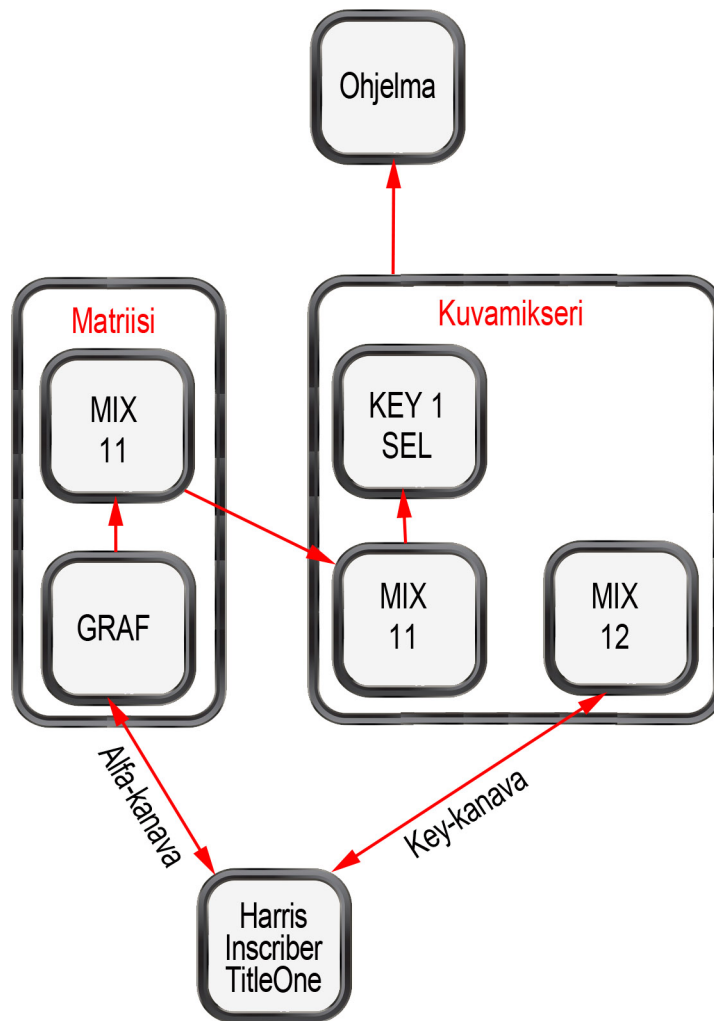 Ohjelma
Matriisi
Kuvamikseri
MIX
11
KEY 1
SEL
GRAF
MIX
11
MIX
12
Alfa-kanava
Key-kanava
Harris
Inscriber
TitleOne